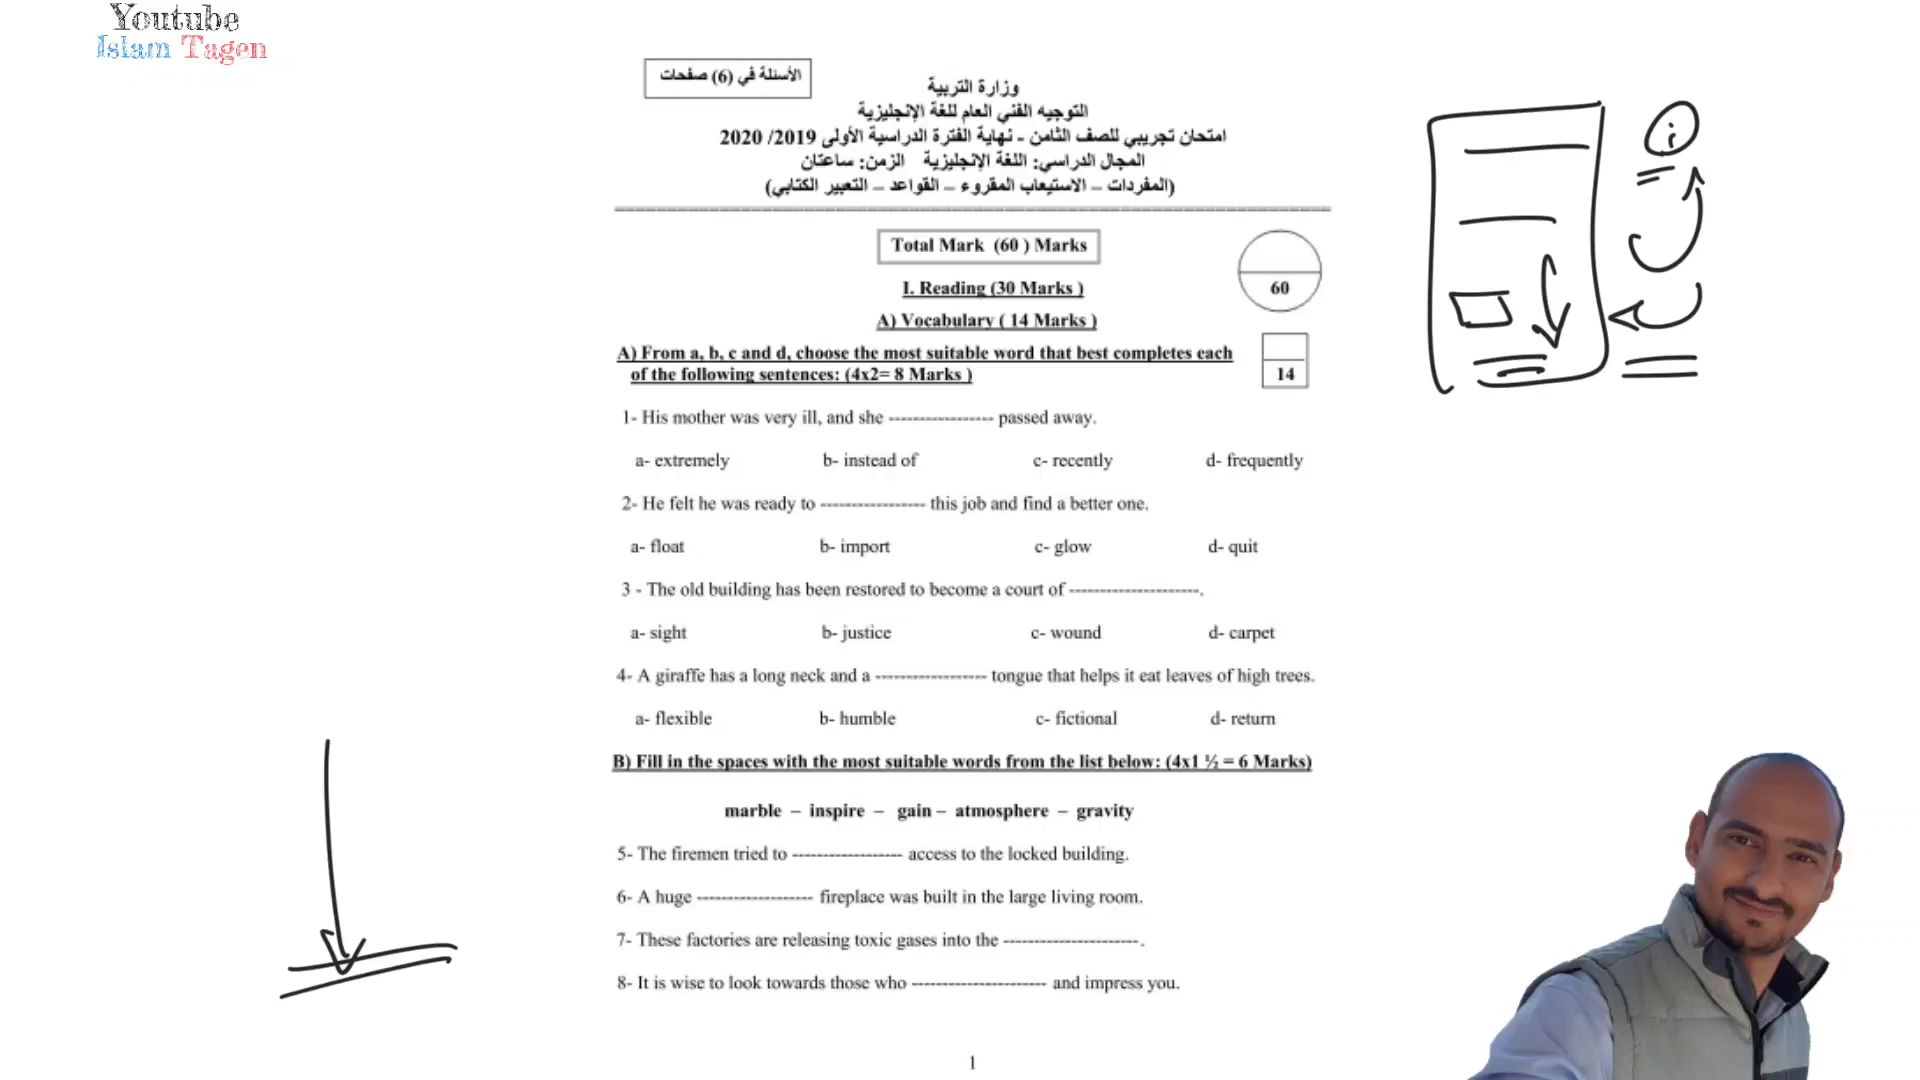 Youtube
Islam Tagen
الأسئلة في (6) صفحات
وزارة التربية
التوجيه الفني العام للغة الإنجليزية
امتحان تجريبي للصف الثامن - نهاية الفترة الدراسية الأولى 2019/ 2020
المجال الدراسي: اللغة الإنجليزية الزمن: ساعتان
(المفردات – الاستيعاب المقروء – القواعد – التعبير الكتابي)
Total Mark (60 ) Marks
60
I. Reading (30 Marks )
A) Vocabulary ( 14 Marks )
A) From a, b, c and d, choose the most suitable word that best completes each
of the following sentences: (4x2= 8 Marks )
14
1- His mother was very ill, and she ----------------- passed away.
a- extremely b- instead of c- recently d- frequently
2- He felt he was ready to ----------------- this job and find a better one.
a- float b- import c- glow d- quit
3 - The old building has been restored to become a court of ---------------------.
a- sight b- justice c- wound d- carpet
4- A giraffe has a long neck and a ------------------ tongue that helps it eat leaves of high trees.
a- flexible b- humble c- fictional d- return
B) Fill in the spaces with the most suitable words from the list below: (4x1 ½ = 6 Marks)
marble – inspire – gain – atmosphere – gravity
5- The firemen tried to ------------------ access to the locked building.
6- A huge ------------------- fireplace was built in the large living room.
7- These factories are releasing toxic gases into the ----------------------.
8- It is wise to look towards those who ---------------------- and impress you.
1
i